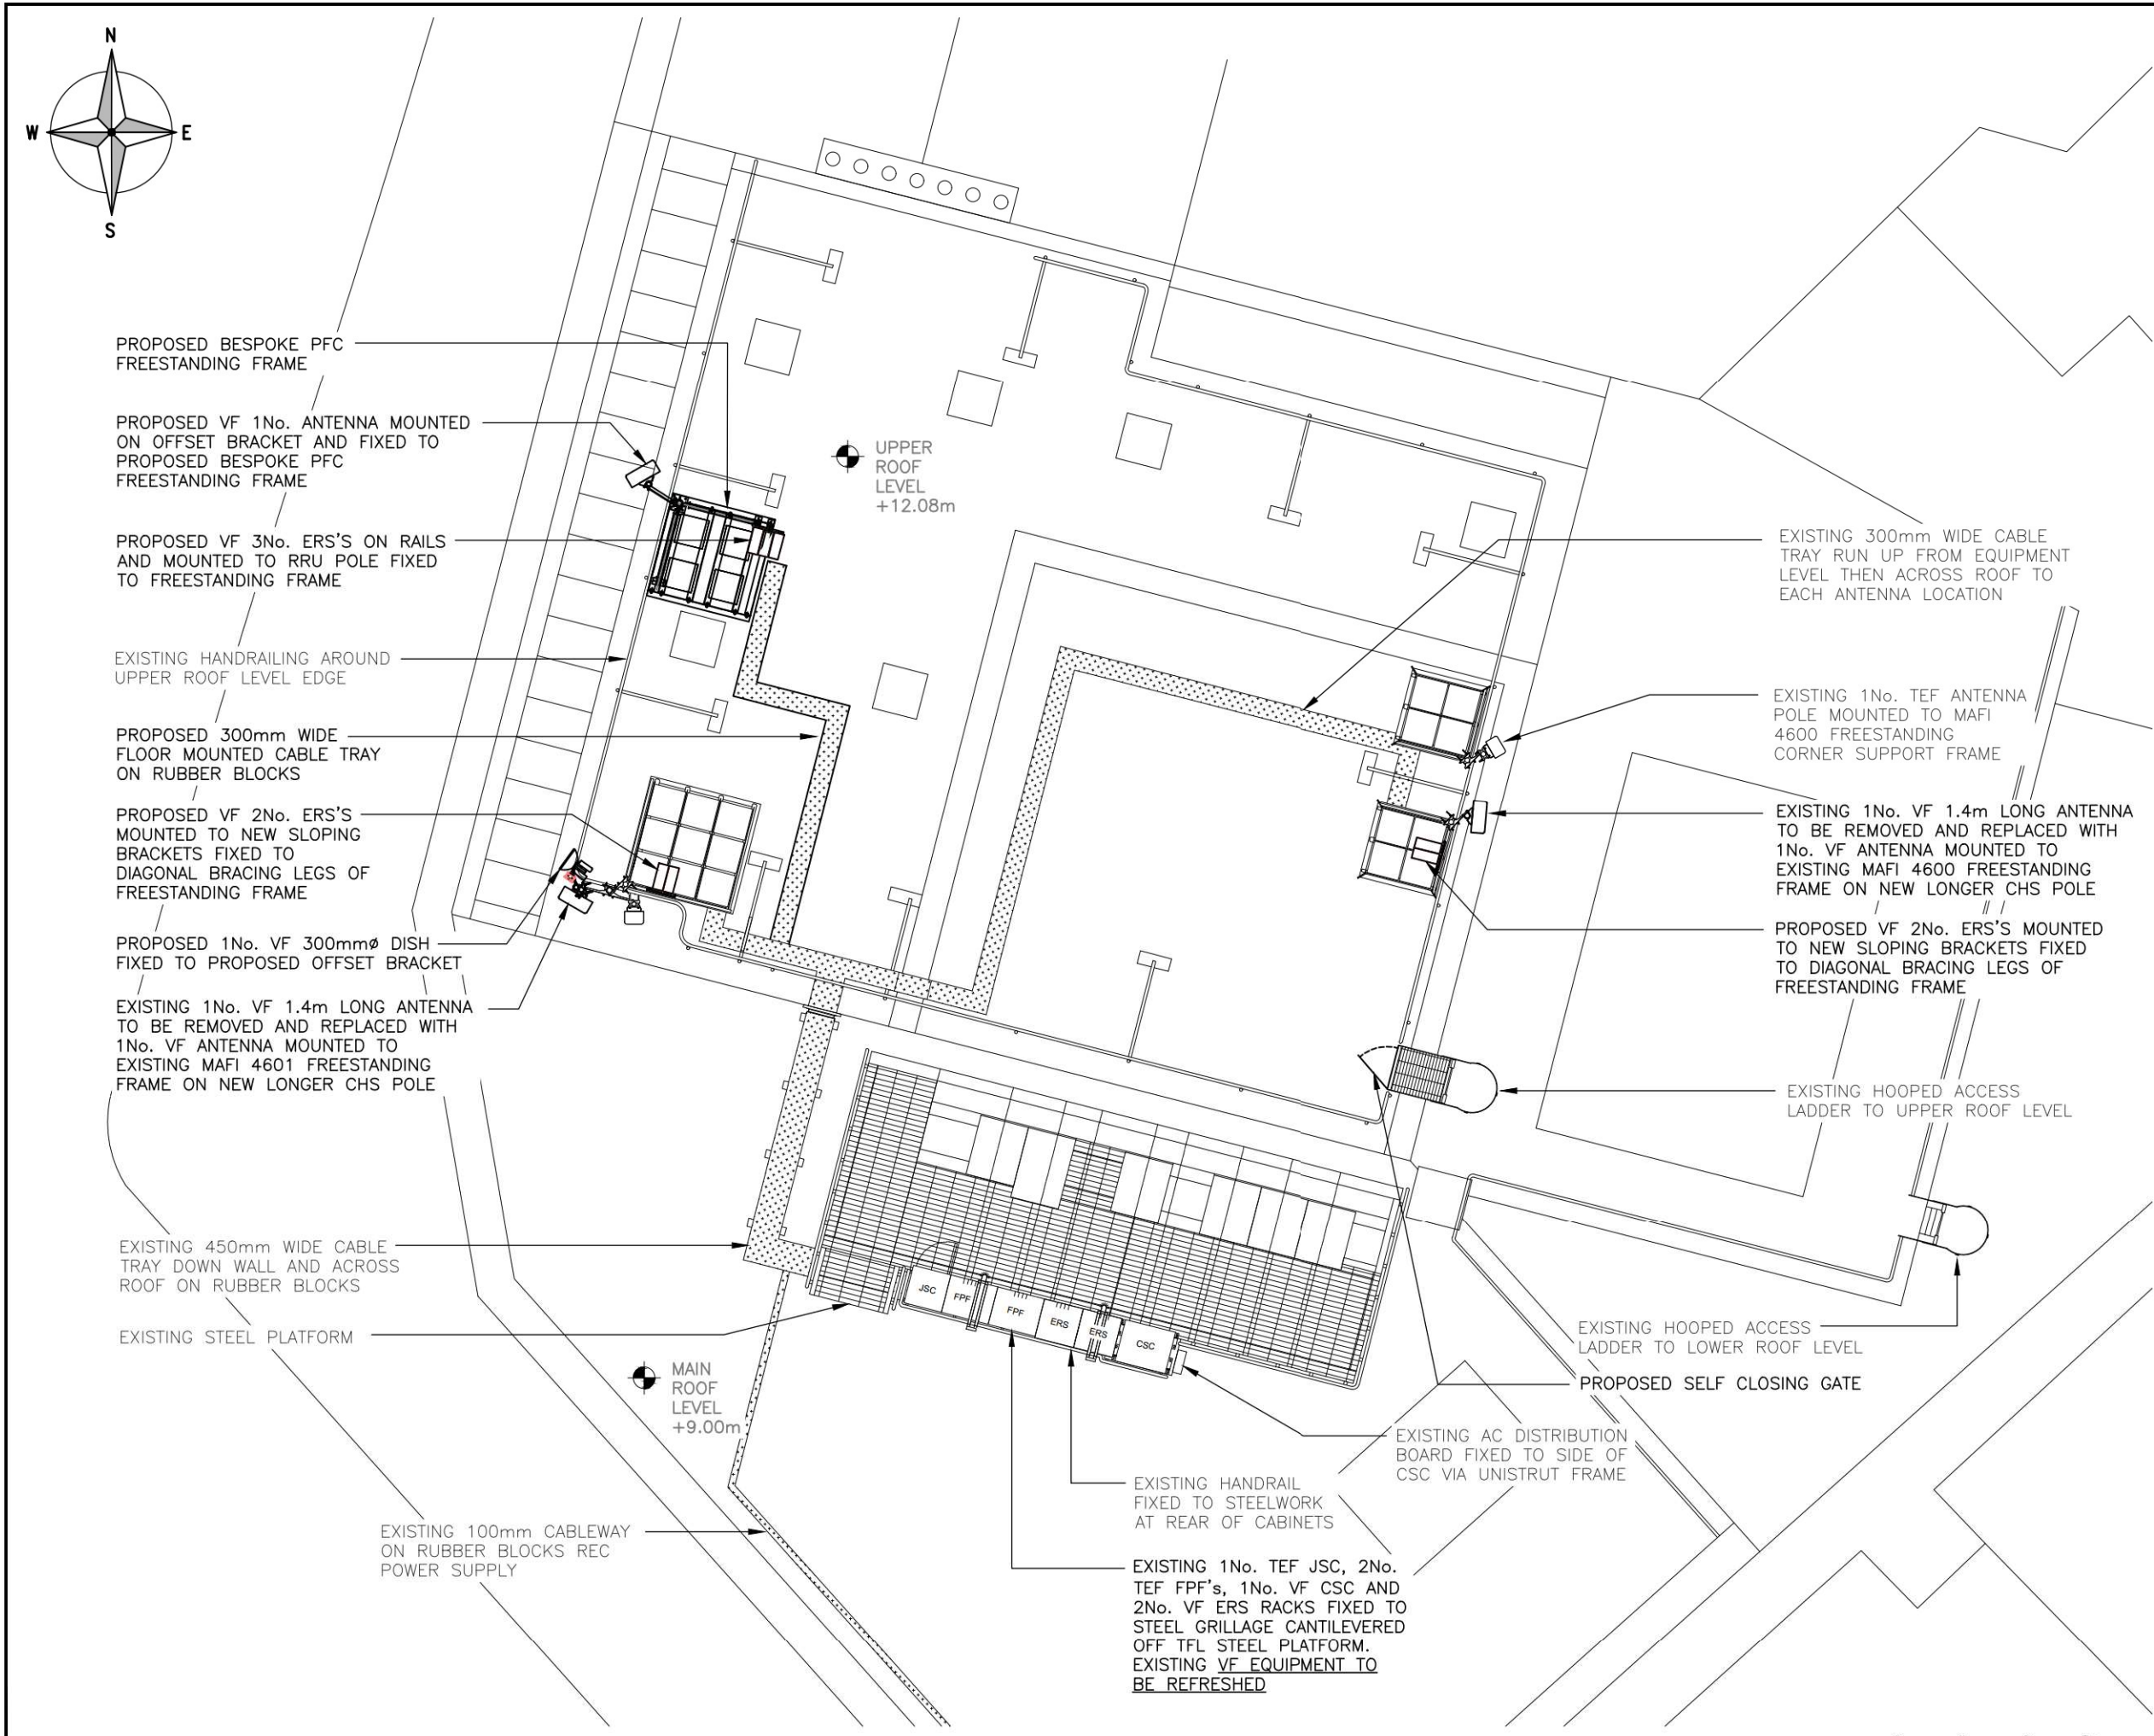 N
W
E
S
PROPOSED BESPOKE PFC
FREESTANDING FRAME
PROPOSED VF 1No. ANTENNA MOUNTED
ON OFFSET BRACKET AND FIXED TO
PROPOSED BESPOKE PFC
FREESTANDING FRAME
PROPOSED VF 3No. ERS'S ON RAILS
AND MOUNTED TO RRU POLE FIXED
TO FREESTANDING FRAME
EXISTING HANDRAILING AROUND
UPPER ROOF LEVEL EDGE
PROPOSED 300mm WIDE
FLOOR MOUNTED CABLE TRAY
ON RUBBER BLOCKS
PROPOSED VF 2No. ERS'S
MOUNTED TO NEW SLOPING
BRACKETS FIXED TO
DIAGONAL BRACING LEGS OF
FREESTANDING FRAME
PROPOSED 1No. VF 300mmø DISH
FIXED TO PROPOSED OFFSET BRACKET
EXISTING 1No. VF 1.4m LONG ANTENNA
TO BE REMOVED AND REPLACED WITH
1No. VF ANTENNA MOUNTED TO
EXISTING MAFI 4601 FREESTANDING
FRAME ON NEW LONGER CHS POLE
EXISTING 450mm WIDE CABLE
TRAY DOWN WALL AND ACROSS
ROOF ON RUBBER BLOCKS
EXISTING STEEL PLATFORM
EXISTING 100mm CABLEWAY
ON RUBBER BLOCKS REC
POWER SUPPLY
UPPER
ROOF
LEVEL
+12.08m
MAIN
ROOF
LEVEL
+9.00m
JSC
FPF
FPF
ERS
ERS
CSC
EXISTING 300mm WIDE CABLE
TRAY RUN UP FROM EQUIPMENT
LEVEL THEN ACROSS ROOF TO
EACH ANTENNA LOCATION
EXISTING 1No. TEF ANTENNA
POLE MOUNTED TO MAFI
4600 FREESTANDING
CORNER SUPPORT FRAME
EXISTING 1No. VF 1.4m LONG ANTENNA
TO BE REMOVED AND REPLACED WITH
1No. VF ANTENNA MOUNTED TO
EXISTING MAFI 4600 FREESTANDING
FRAME ON NEW LONGER CHS POLE
PROPOSED VF 2No. ERS'S MOUNTED
TO NEW SLOPING BRACKETS FIXED
TO DIAGONAL BRACING LEGS OF
FREESTANDING FRAME
EXISTING HOOPED ACCESS
LADDER TO UPPER ROOF LEVEL
EXISTING HOOPED ACCESS
LADDER TO LOWER ROOF LEVEL
PROPOSED SELF CLOSING GATE
EXISTING AC DISTRIBUTION
BOARD FIXED TO SIDE OF
CSC VIA UNISTRUT FRAME
EXISTING HANDRAIL
FIXED TO STEELWORK
AT REAR OF CABINETS
EXISTING 1No. TEF JSC, 2No.
TEF FPF's, 1No. VF CSC AND
2No. VF ERS RACKS FIXED TO
STEEL GRILLAGE CANTILEVERED
OFF TFL STEEL PLATFORM.
EXISTING VF EQUIPMENT TO
BE REFRESHED